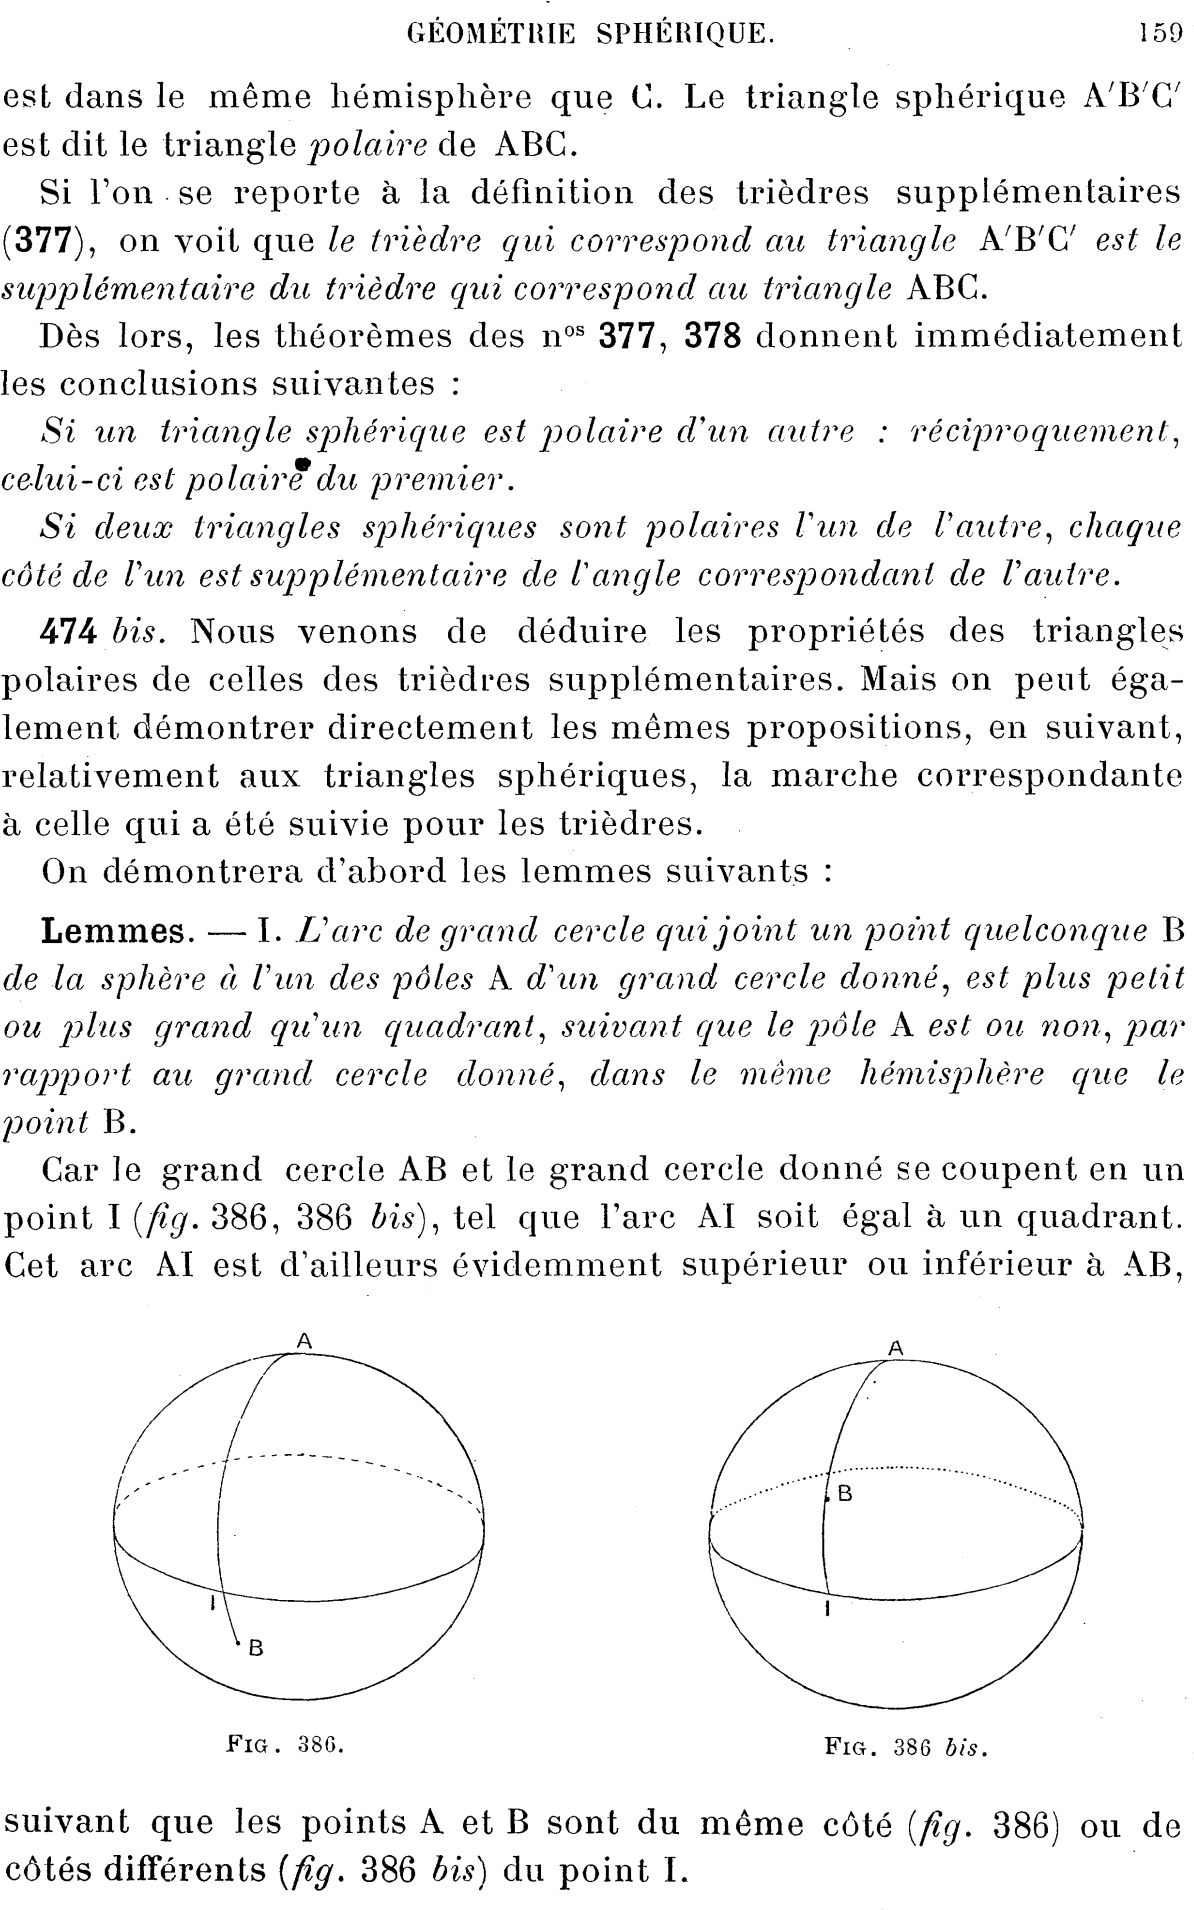 GÉOMÉTRIE SPHÉRIQUE. 159
est dans le même hémisphère que C. Le triangle sphérique A′B′C′
est dit le triangle polaire de ABC.
Si l'on se reporte à la définition des trièdres supplémentaires
(377), on voit que le trièdre qui correspond au triangle A′B′C′ est le
supplémentaire du trièdre qui correspond au triangle ABC.
Dès lors, les théorèmes des nos 377, 378 donnent immédiatement
les conclusions suivantes :
Si un triangle sphérique est polaire d'un autre : réciproquement,
celui-ci est polaire du premier.
Si deux triangles sphériques sont polaires l'un de l'autre, chaque
côté de l'un est supplémentaire de l'angle correspondant de l'autre.
474 bis. Nous venons de déduire les propriétés des triangles
polaires de celles des trièdres supplémentaires. Mais on peut éga-
lement démontrer directement les mêmes propositions, en suivant,
relativement aux triangles sphériques, la marche correspondante
à celle qui a été suivie pour les trièdres.
On démontrera d'abord les lemmes suivants :
Lemmes. — I. L'arc de grand cercle qui joint un point quelconque B
de la sphère à l'un des pôles A d'un grand cercle donné, est plus petit
ou plus grand qu'un quadrant, suivant que le pôle A est ou non, par
rapport au grand cercle donné, dans le même hémisphère que le
point B.
Car le grand cercle AB et le grand cercle donné se coupent en un
point I (fig. 386, 386 bis), tel que l'arc AI soit égal à un quadrant.
Cet arc AI est d'ailleurs évidemment supérieur ou inférieur à AB,
A
I
B
FIG. 386.
A
B
I
FIG. 386 bis.
suivant que les points A et B sont du même côté (fig. 386) ou de
côtés différents (fig. 386 bis) du point I.